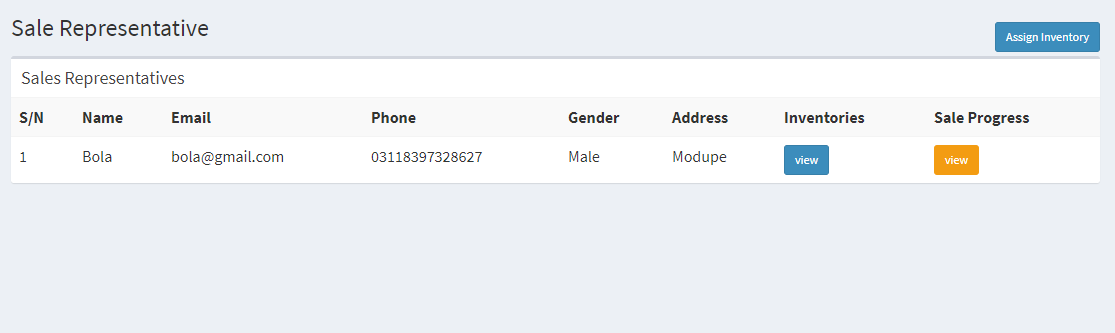 Sale Representative
Assign Inventory
Sales Representatives
S/N Name Email Phone Gender Address Inventories Sale Progress
1 Bola bola@gmail.com 03118397328627 Male Modupe view view